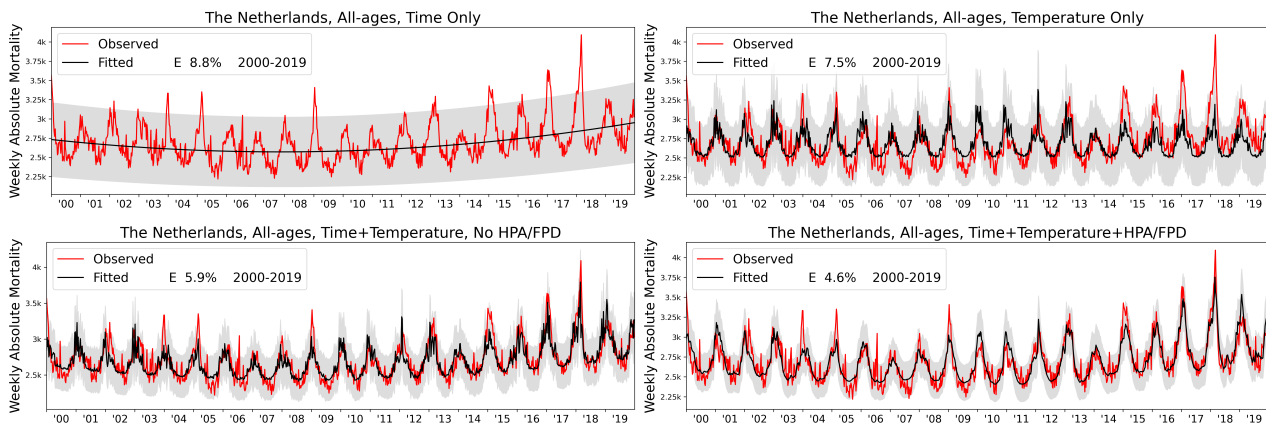 The Netherlands, All-ages, Time Only
Weekly Absolute Mortality
4k
3.75k
3.5k
3.25k
3k
2.75k
2.5k
2.25k
Observed
Fitted E 8.8% 2000-2019
'00 '01 '02 '03 '04 '05 '06 '07 '08 '09 '10 '11 '12 '13 '14 '15 '16 '17 '18 '19
The Netherlands, All-ages, Temperature Only
Weekly Absolute Mortality
4k
3.75k
3.5k
3.25k
3k
2.75k
2.5k
2.25k
Observed
Fitted E 7.5% 2000-2019
'00 '01 '02 '03 '04 '05 '06 '07 '08 '09 '10 '11 '12 '13 '14 '15 '16 '17 '18 '19
The Netherlands, All-ages, Time+Temperature, No HPA/FPD
Weekly Absolute Mortality
4k
3.5k
3k
2.5k
Observed
Fitted E 5.9% 2000-2019
'00 '01 '02 '03 '04 '05 '06 '07 '08 '09 '10 '11 '12 '13 '14 '15 '16 '17 '18 '19
The Netherlands, All-ages, Time+Temperature+HPA/FPD
Weekly Absolute Mortality
4k
3.75k
3.5k
3.25k
3k
2.75k
2.5k
2.25k
Observed
Fitted E 4.6% 2000-2019
'00 '01 '02 '03 '04 '05 '06 '07 '08 '09 '10 '11 '12 '13 '14 '15 '16 '17 '18 '19